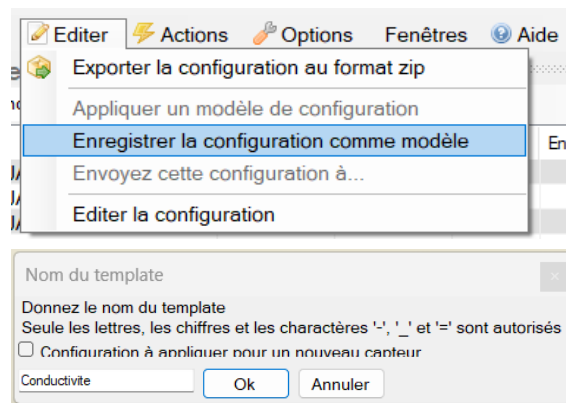 Editer Actions Options Fenêtres Aide
Exporter la configuration au format zip
Appliquer un modèle de configuration
Enregistrer la configuration comme modèle
En
Envoyez cette configuration à...
Editer la configuration
Nom du template
Donnez le nom du template
Seule les lettres, les chiffres et les charactères '-', '_' et '=' sont autorisés
Configuration à appliquer pour un nouveau capteur
Conductivite Ok Annuler